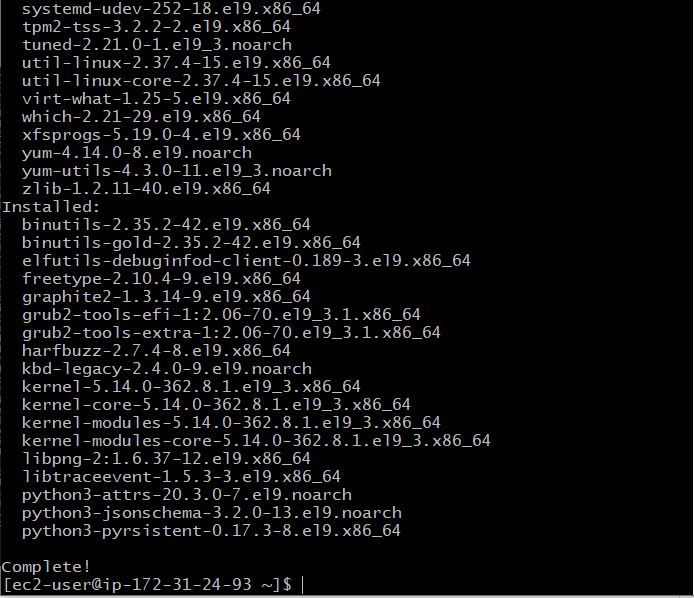 systemd-udev-252-18.el9.x86_64
tpm2-tss-3.2.2-2.el9.x86_64
tuned-2.21.0-1.el9_3.noarch
util-linux-2.37.4-15.el9.x86_64
util-linux-core-2.37.4-15.el9.x86_64
virt-what-1.25-5.el9.x86_64
which-2.21-29.el9.x86_64
xfsprogs-5.19.0-4.el9.x86_64
yum-4.14.0-8.el9.noarch
yum-utils-4.3.0-11.el9_3.noarch
zlib-1.2.11-40.el9.x86_64
Installed:
binutils-2.35.2-42.el9.x86_64
binutils-gold-2.35.2-42.el9.x86_64
elfutils-debuginfod-client-0.189-3.el9.x86_64
freetype-2.10.4-9.el9.x86_64
graphite2-1.3.14-9.el9.x86_64
grub2-tools-efi-1:2.06-70.el9_3.1.x86_64
grub2-tools-extra-1:2.06-70.el9_3.1.x86_64
harfbuzz-2.7.4-8.el9.x86_64
kbd-legacy-2.4.0-9.el9.noarch
kernel-5.14.0-362.8.1.el9_3.x86_64
kernel-core-5.14.0-362.8.1.el9_3.x86_64
kernel-modules-5.14.0-362.8.1.el9_3.x86_64
kernel-modules-core-5.14.0-362.8.1.el9_3.x86_64
libpng-2:1.6.37-12.el9.x86_64
libtraceevent-1.5.3-3.el9.x86_64
python3-attrs-20.3.0-7.el9.noarch
python3-jsonschema-3.2.0-13.el9.noarch
python3-pyrsistent-0.17.3-8.el9.x86_64
Complete!
[ec2-user@ip-172-31-24-93 ~]$